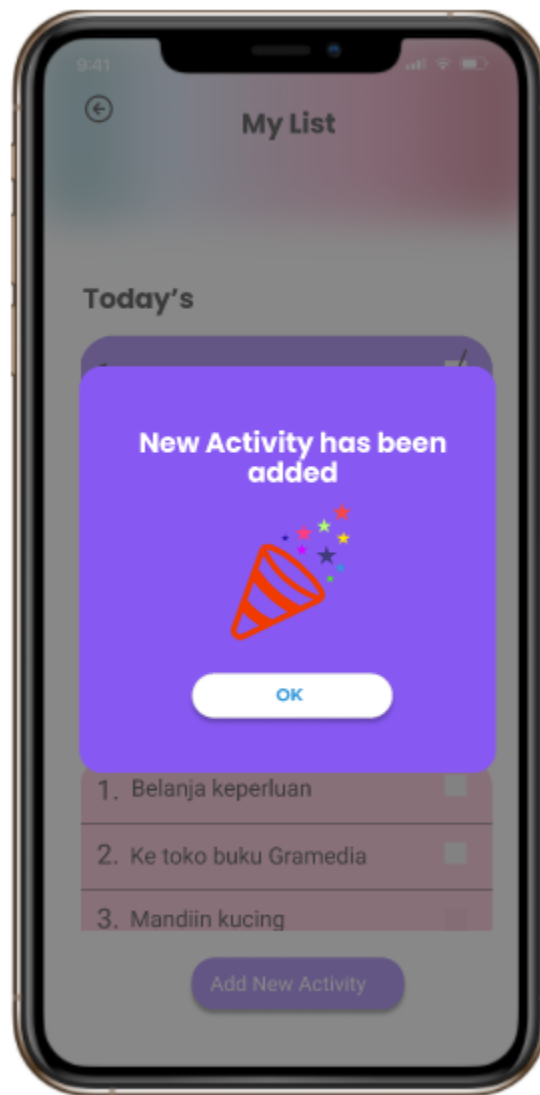 9:41
My List
Today's
New Activity has been
added
OK
1. Belanja keperluan
2. Ke toko buku Gramedia
3. Mandiin kucing
Add New Activity